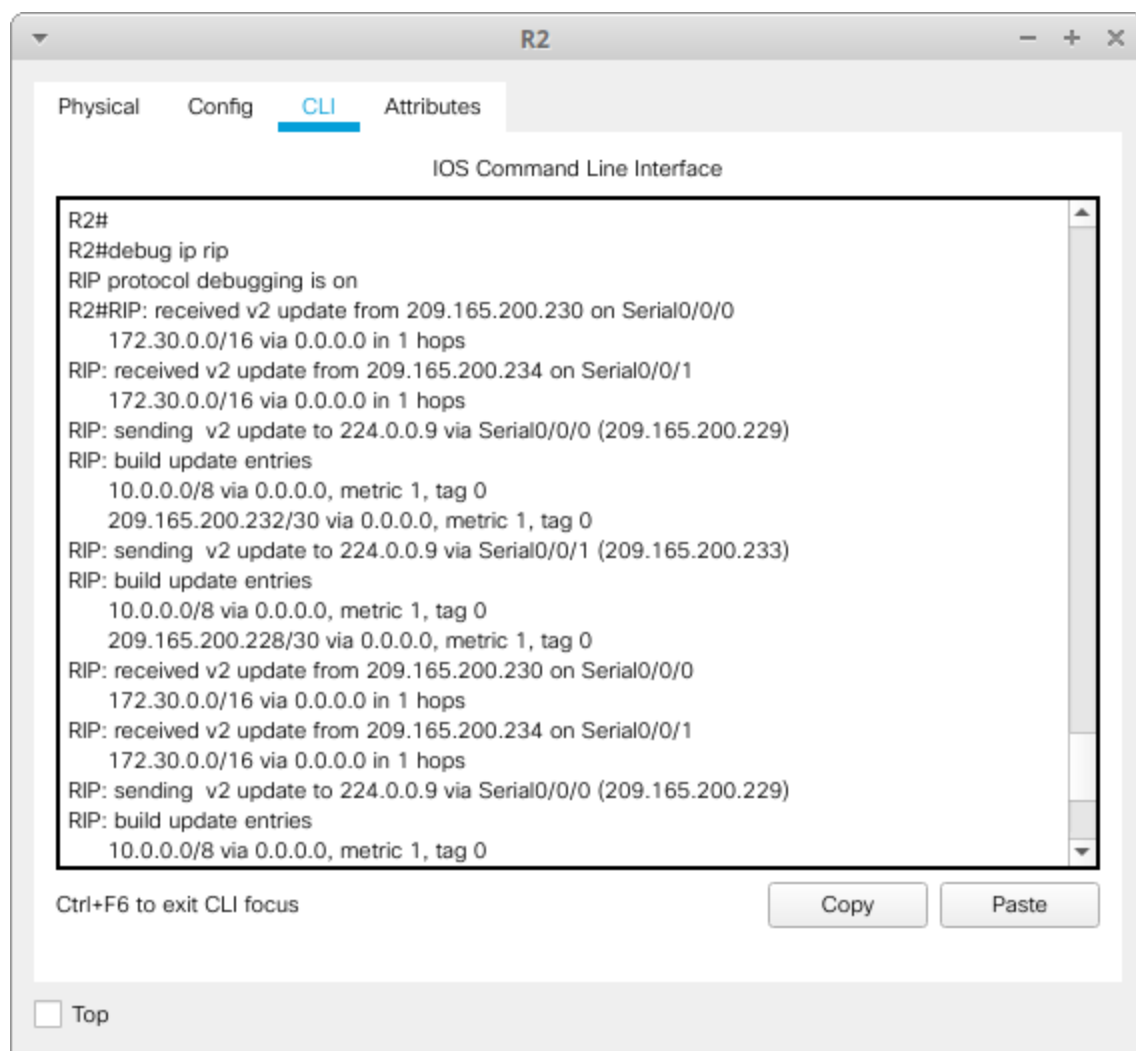 R2
Physical Config CLI Attributes
IOS Command Line Interface
R2#
R2#debug ip rip
RIP protocol debugging is on
R2#RIP: received v2 update from 209.165.200.230 on Serial0/0/0
172.30.0.0/16 via 0.0.0.0 in 1 hops
RIP: received v2 update from 209.165.200.234 on Serial0/0/1
172.30.0.0/16 via 0.0.0.0 in 1 hops
RIP: sending  v2 update to 224.0.0.9 via Serial0/0/0 (209.165.200.229)
RIP: build update entries
10.0.0.0/8 via 0.0.0.0, metric 1, tag 0
209.165.200.232/30 via 0.0.0.0, metric 1, tag 0
RIP: sending  v2 update to 224.0.0.9 via Serial0/0/1 (209.165.200.233)
RIP: build update entries
10.0.0.0/8 via 0.0.0.0, metric 1, tag 0
209.165.200.228/30 via 0.0.0.0, metric 1, tag 0
RIP: received v2 update from 209.165.200.230 on Serial0/0/0
172.30.0.0/16 via 0.0.0.0 in 1 hops
RIP: received v2 update from 209.165.200.234 on Serial0/0/1
172.30.0.0/16 via 0.0.0.0 in 1 hops
RIP: sending  v2 update to 224.0.0.9 via Serial0/0/0 (209.165.200.229)
RIP: build update entries
10.0.0.0/8 via 0.0.0.0, metric 1, tag 0
Ctrl+F6 to exit CLI focus
Copy Paste
Top